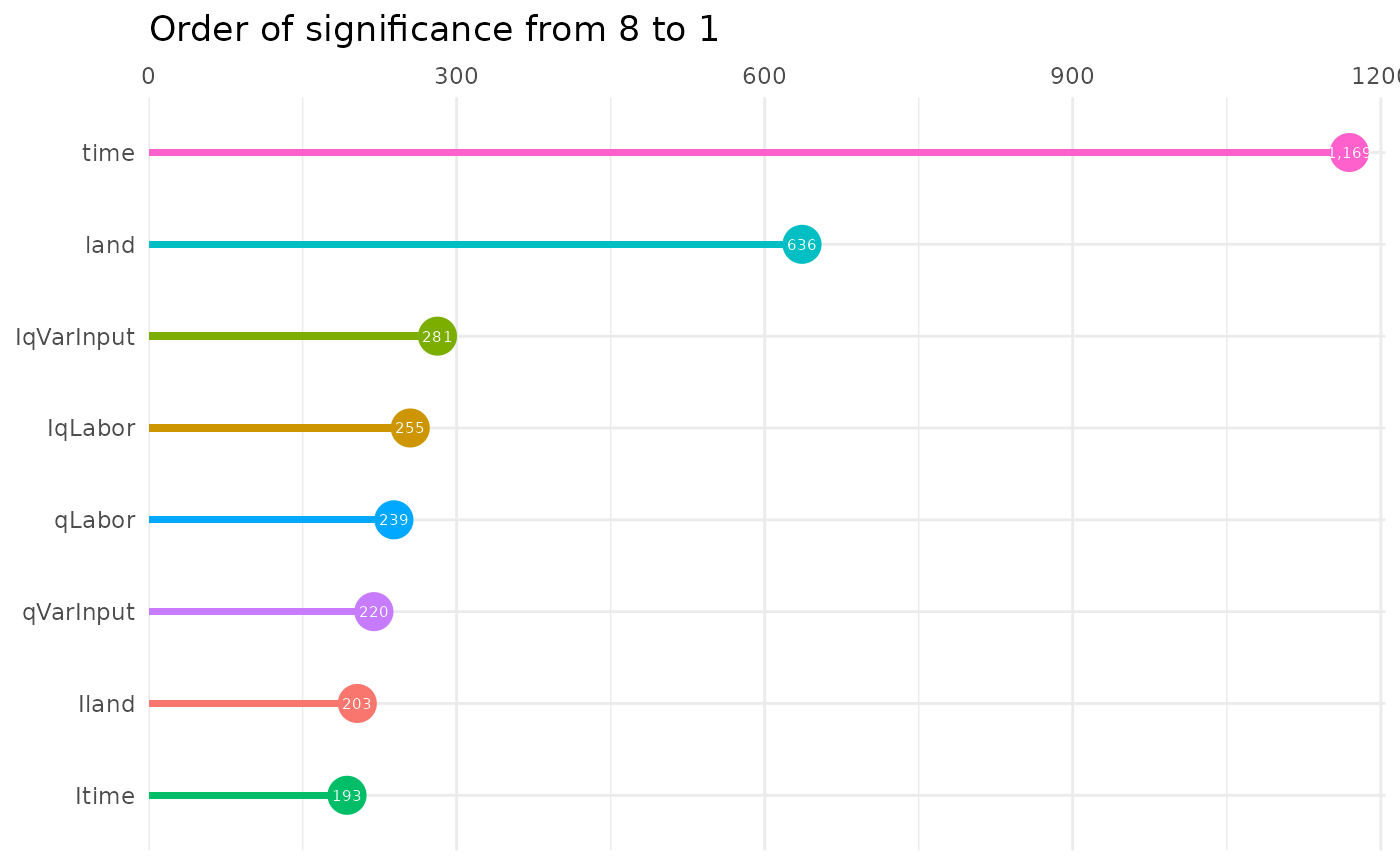 Order of significance from 8 to 1
0 300 600 900 1200
time 1,169
land 636
lqVarInput 281
lqLabor 255
qLabor 239
qVarInput 220
lland 203
ltime 193